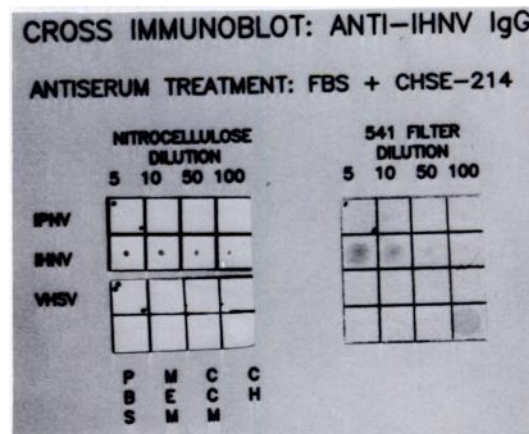 CROSS IMMUNOBLOT: ANTI-IHNV IgG
ANTISERUM TREATMENT: FBS + CHSE-214
NITROCELLULOSE
DILUTION
5 10 50 100
541 FILTER
DILUTION
5 10 50 100
IPNV
IHNV
VHSV
P M C C
B E C H
S M M